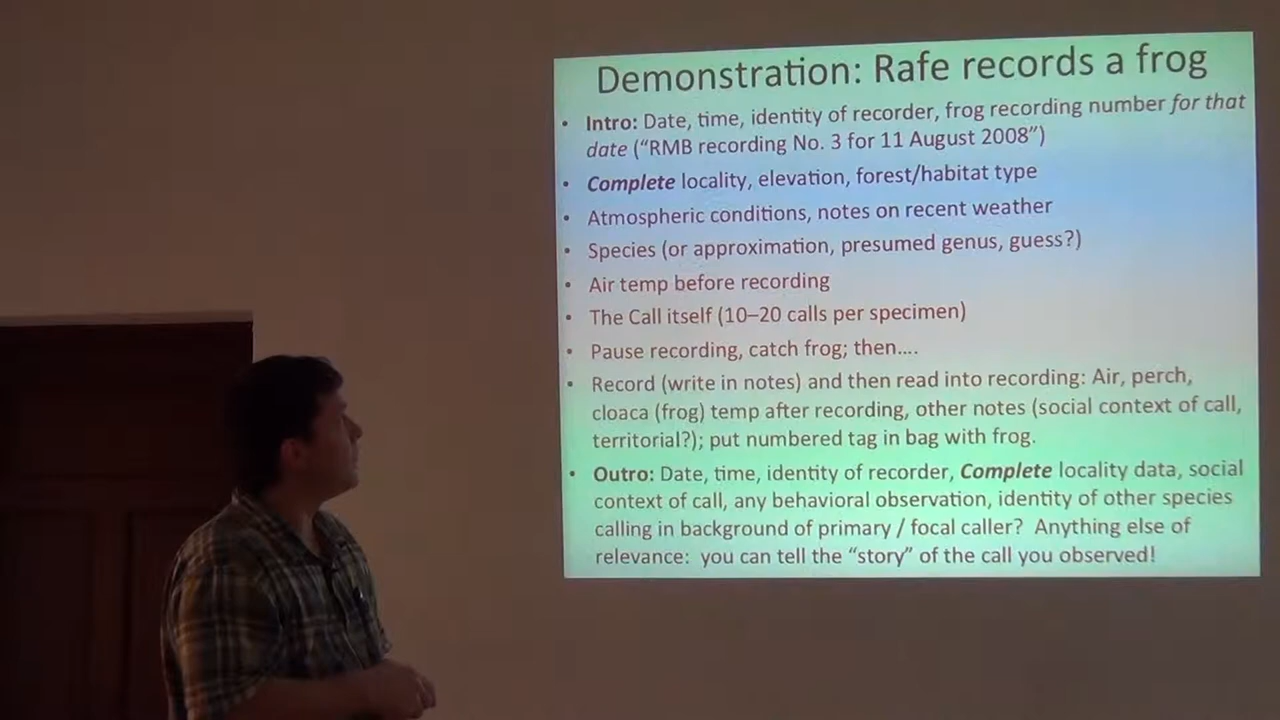 Demonstration: Rafe records a frog
• Intro: Date, time, identity of recorder, frog recording number for that
date (“RMB recording No. 3 for 11 August 2008”)
• Complete locality, elevation, forest/habitat type
• Atmospheric conditions, notes on recent weather
• Species (or approximation, presumed genus, guess?)
• Air temp before recording
• The Call itself (10–20 calls per specimen)
• Pause recording, catch frog; then....
• Record (write in notes) and then read into recording: Air, perch,
cloaca (frog) temp after recording, other notes (social context of call,
territorial?); put numbered tag in bag with frog.
• Outro: Date, time, identity of recorder, Complete locality data, social
context of call, any behavioral observation, identity of other species
calling in background of primary / focal caller? Anything else of
relevance: you can tell the “story” of the call you observed!